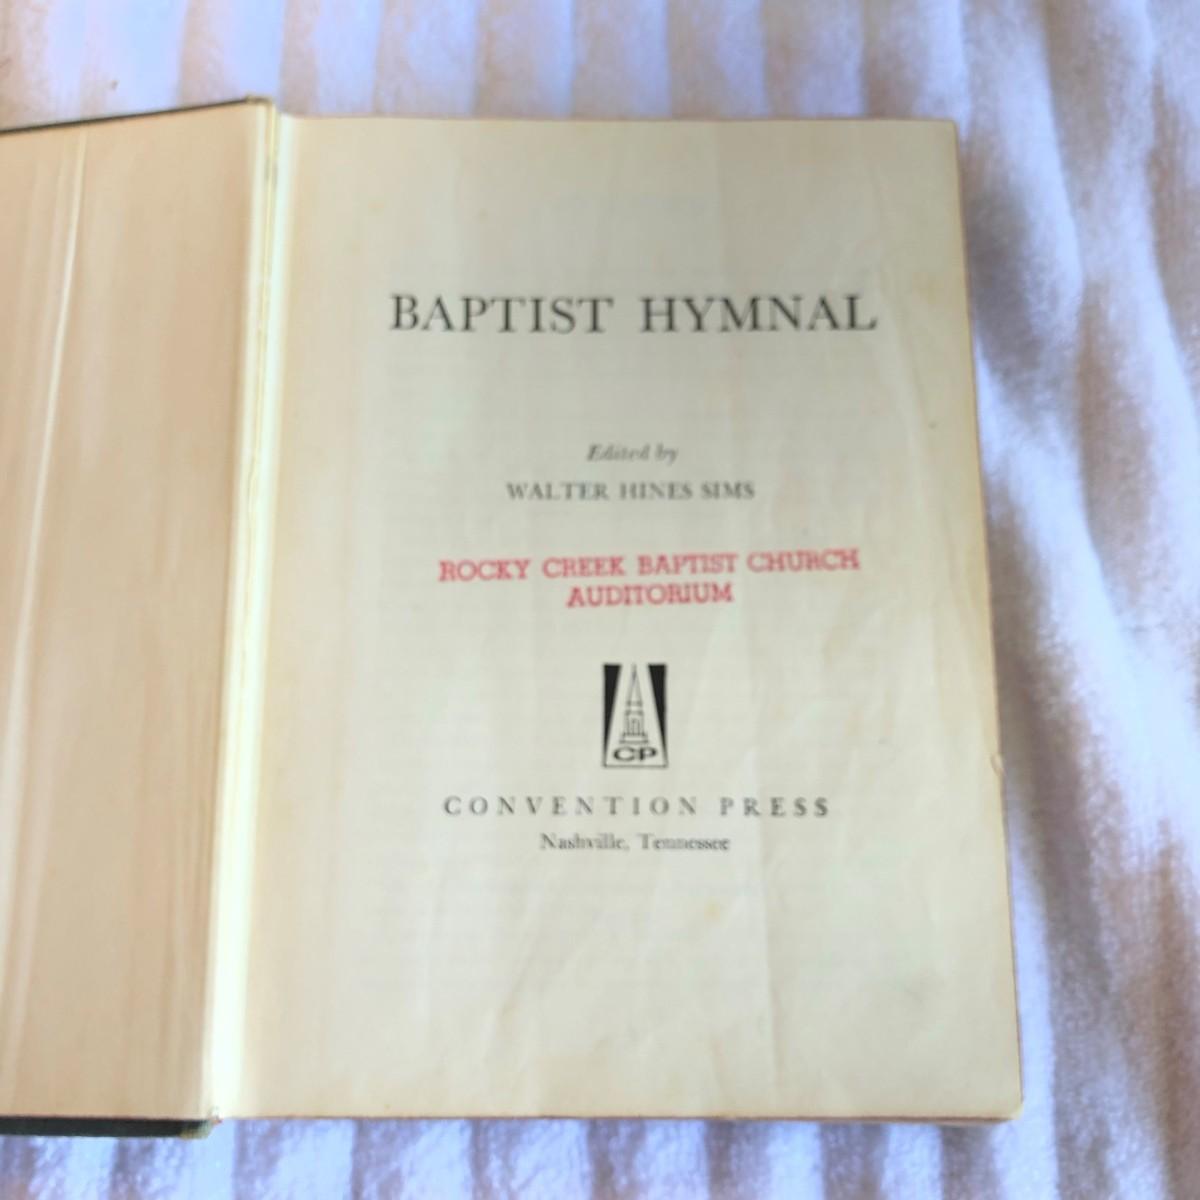 BAPTIST HYMNAL
Edited by
WALTER HINES SIMS
ROCKY CREEK BAPTIST CHURCH
AUDITORIUM
CP
CONVENTION PRESS
Nashville, Tennessee